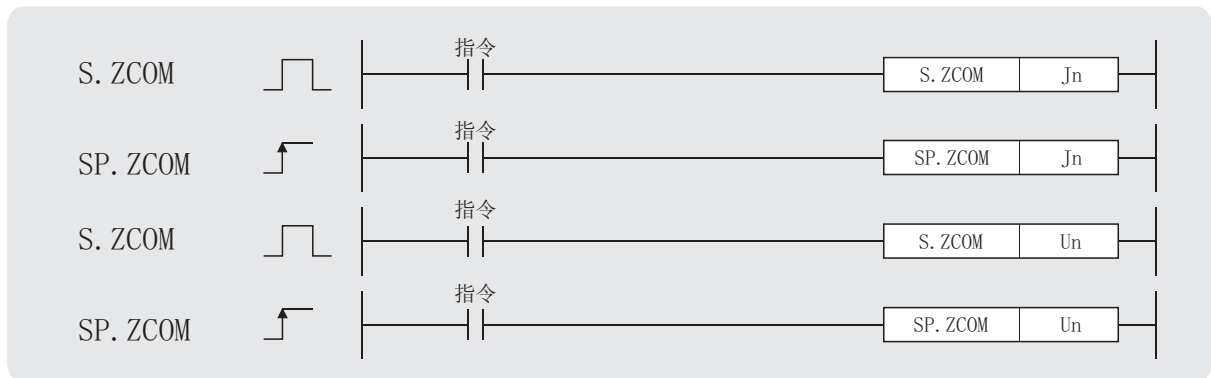 指令
S. ZCOM S. ZCOM Jn
指令
SP. ZCOM SP. ZCOM Jn
指令
S. ZCOM S. ZCOM Un
指令
SP. ZCOM SP. ZCOM Un